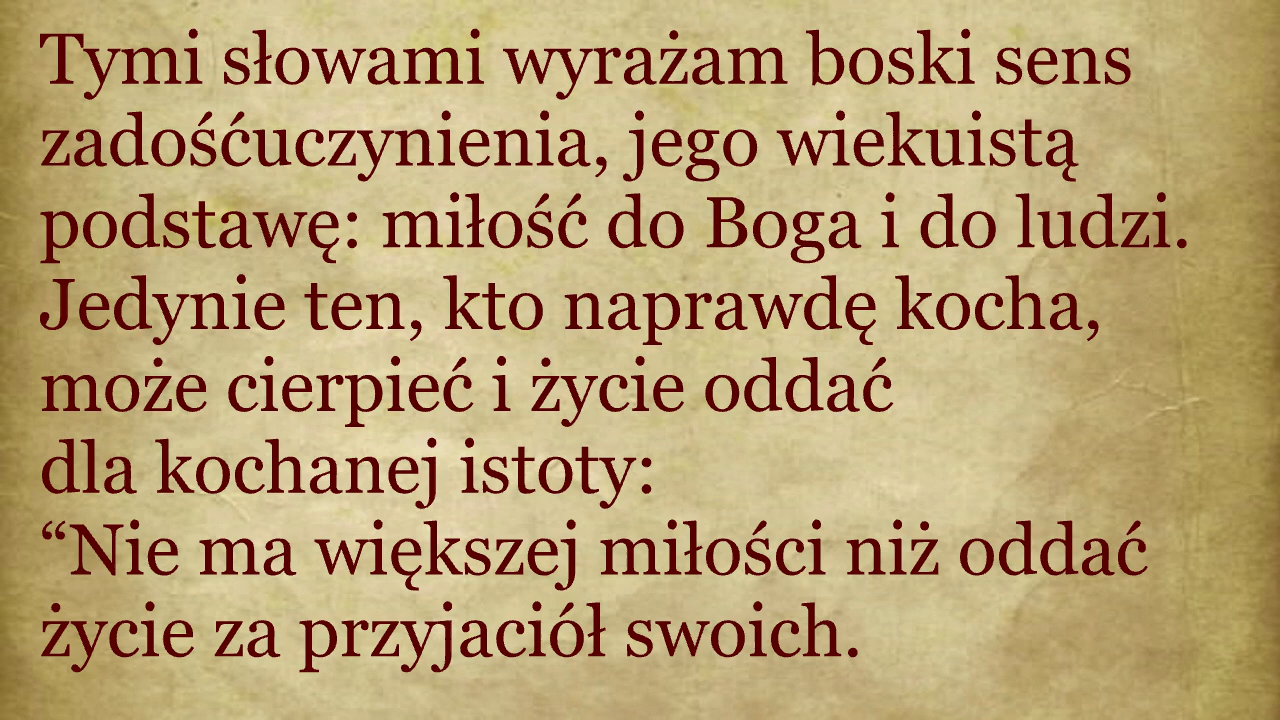 Tymi słowami wyrażam boski sens
zadośćuczynienia, jego wiekuistą
podstawę: miłość do Boga i do ludzi.
Jedynie ten, kto naprawdę kocha,
może cierpieć i życie oddać
dla kochanej istoty:
“Nie ma większej miłości niż oddać
życie za przyjaciół swoich.